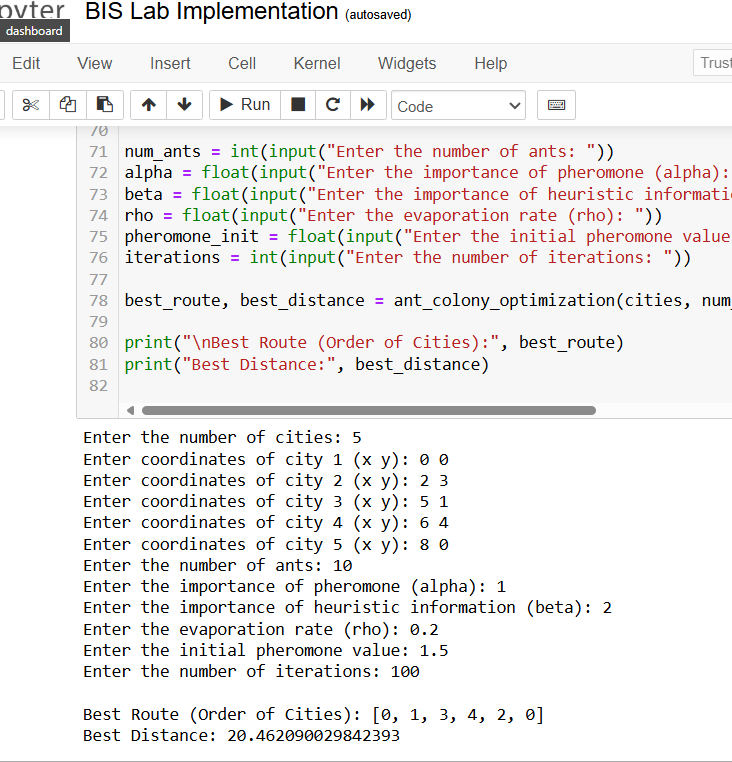 pyter BIS Lab Implementation (autosaved)
dashboard
Edit View Insert Cell Kernel Widgets Help Trust
Run Code
70
71 num_ants = int(input("Enter the number of ants: "))
72 alpha = float(input("Enter the importance of pheromone (alpha):
73 beta = float(input("Enter the importance of heuristic informati
74 rho = float(input("Enter the evaporation rate (rho): "))
75 pheromone_init = float(input("Enter the initial pheromone value
76 iterations = int(input("Enter the number of iterations: "))
77
78 best_route, best_distance = ant_colony_optimization(cities, num_
79
80 print("\nBest Route (Order of Cities):", best_route)
81 print("Best Distance:", best_distance)
82
Enter the number of cities: 5
Enter coordinates of city 1 (x y): 0 0
Enter coordinates of city 2 (x y): 2 3
Enter coordinates of city 3 (x y): 5 1
Enter coordinates of city 4 (x y): 6 4
Enter coordinates of city 5 (x y): 8 0
Enter the number of ants: 10
Enter the importance of pheromone (alpha): 1
Enter the importance of heuristic information (beta): 2
Enter the evaporation rate (rho): 0.2
Enter the initial pheromone value: 1.5
Enter the number of iterations: 100
Best Route (Order of Cities): [0, 1, 3, 4, 2, 0]
Best Distance: 20.462090029842393